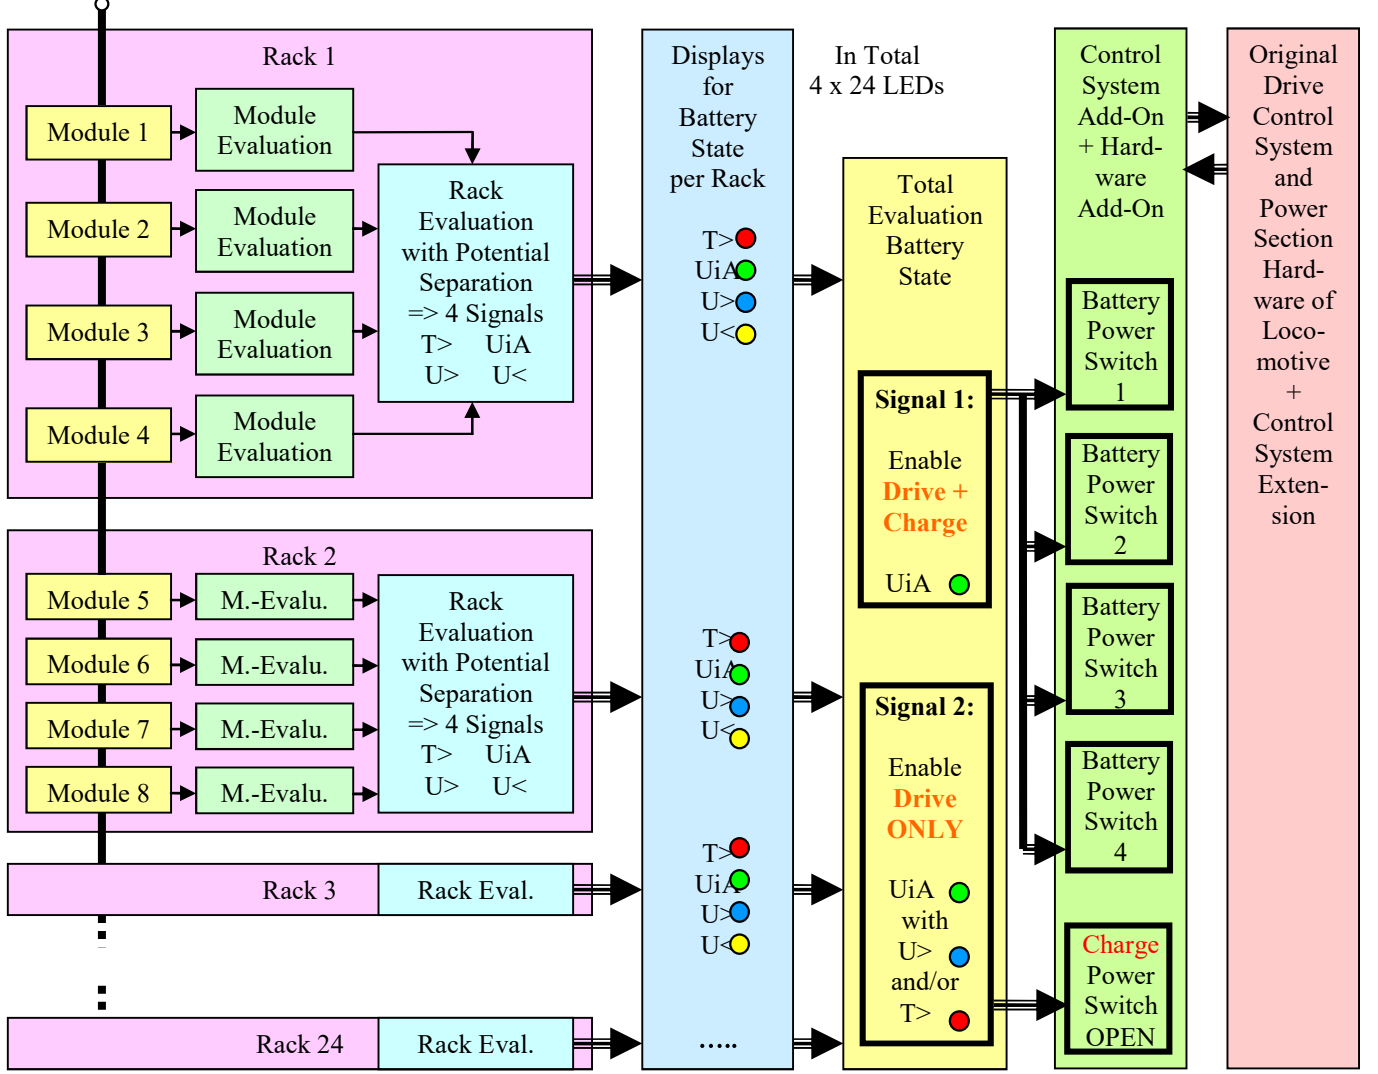 Rack 1
Module 1
Module
Evaluation
Module 2
Module
Evaluation
Module 3
Module
Evaluation
Module 4
Module
Evaluation
Rack
Evaluation
with Potential
Separation
=> 4 Signals
T> UiA
U> U<
Rack 2
Module 5
M.-Evalu.
Module 6
M.-Evalu.
Module 7
M.-Evalu.
Module 8
M.-Evalu.
Rack
Evaluation
with Potential
Separation
=> 4 Signals
T> UiA
U> U<
Rack 3
Rack Eval.
Rack 24
Rack Eval.
Displays
for
Battery
State
per Rack
T>
UiA
U>
U<
T>
UiA
U>
U<
T>
UiA
U>
U<
.....
In Total
4 x 24 LEDs
Total
Evaluation
Battery
State
Signal 1:
Enable
Drive +
Charge
UiA
Signal 2:
Enable
Drive
ONLY
UiA
with
U>
and/or
T>
Control
System
Add-On
+ Hard-
ware
Add-On
Battery
Power
Switch
1
Battery
Power
Switch
2
Battery
Power
Switch
3
Battery
Power
Switch
4
Charge
Power
Switch
OPEN
Original
Drive
Control
System
and
Power
Section
Hard-
ware of
Loco-
motive
+
Control
System
Exten-
sion